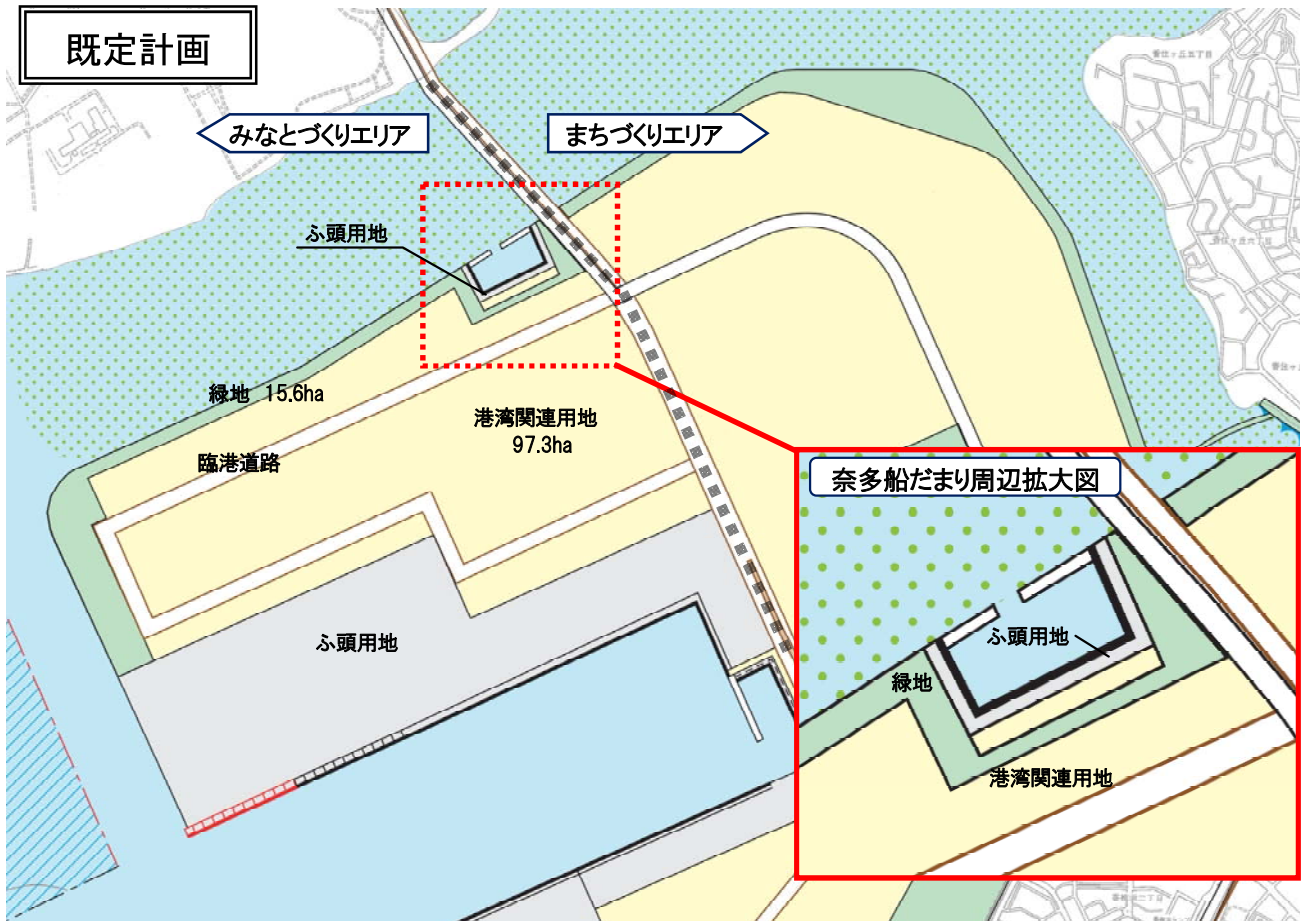 既定計画
みなとづくりエリア
まちづくりエリア
ふ頭用地
緑地 15.6ha
港湾関連用地
97.3ha
臨港道路
ふ頭用地
奈多船だまり周辺拡大図
ふ頭用地
緑地
港湾関連用地